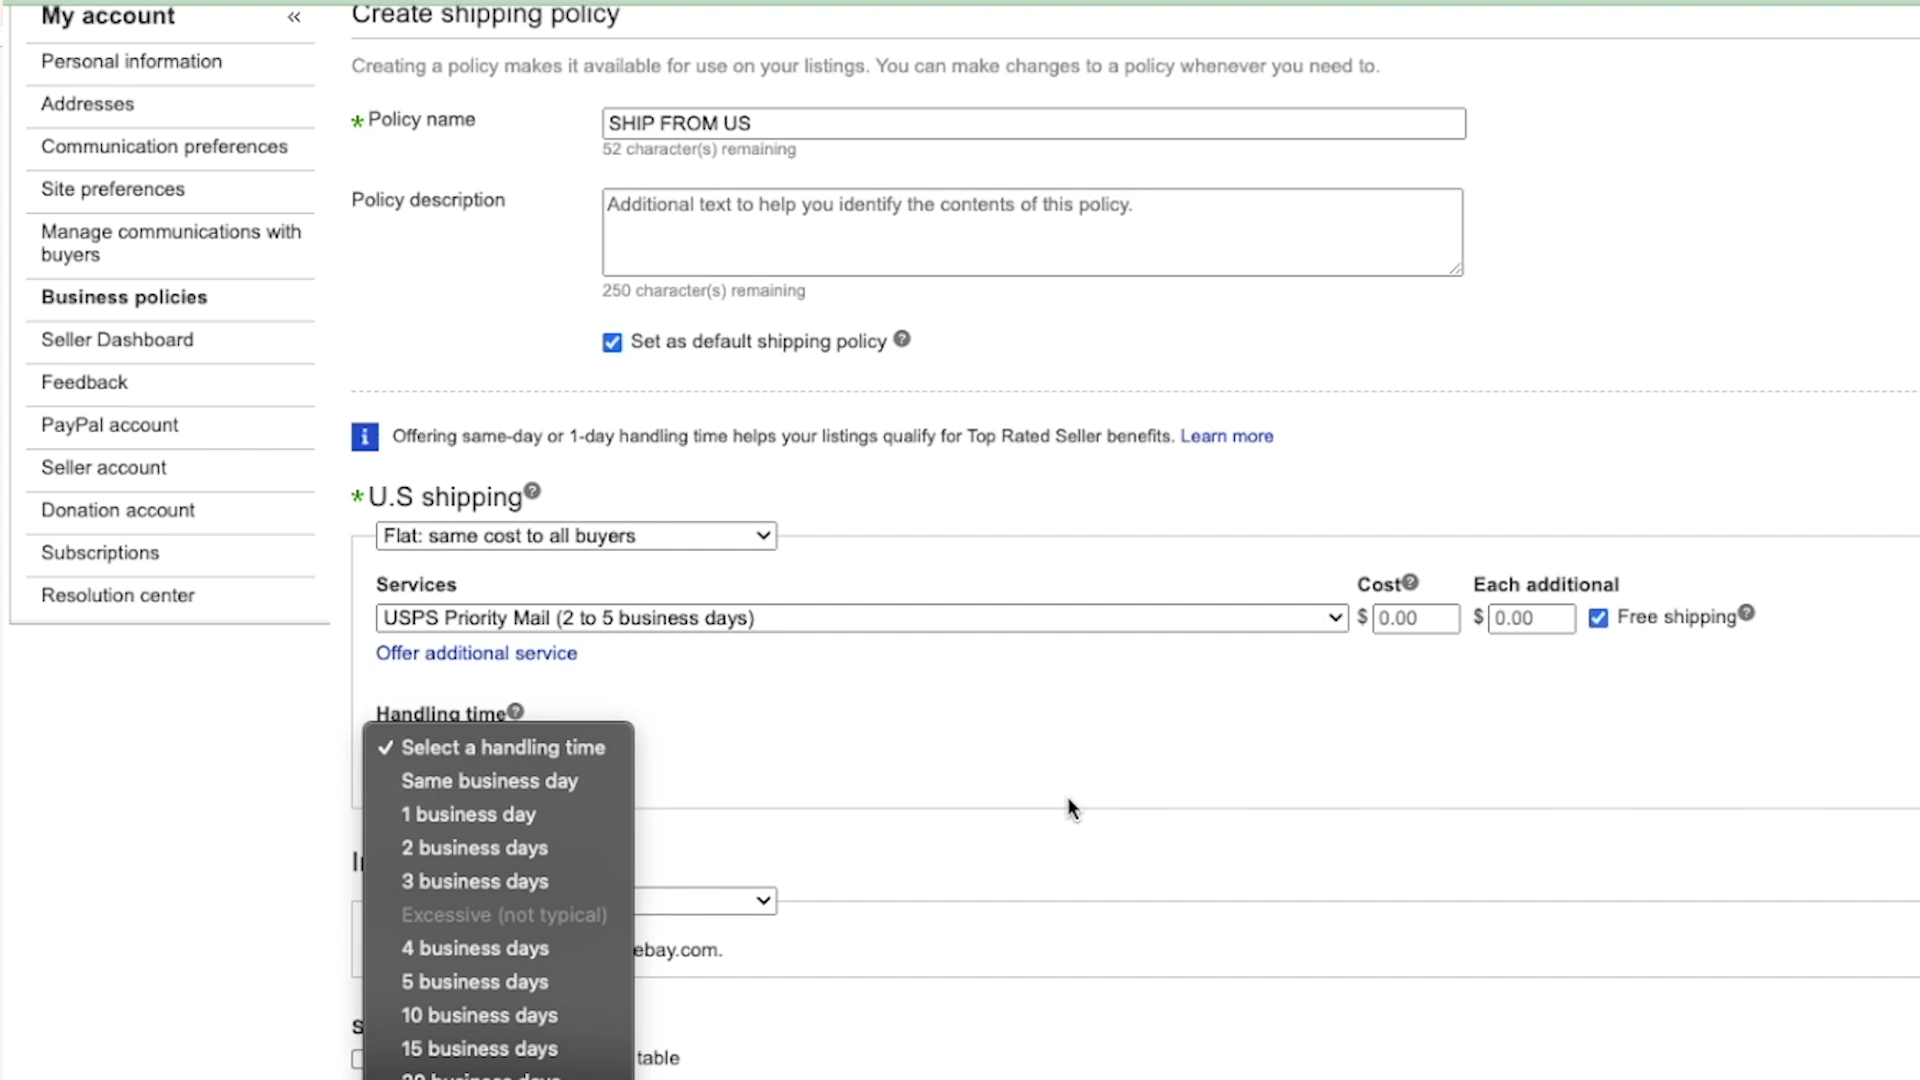 My account «
Personal information
Addresses
Communication preferences
Site preferences
Manage communications with
buyers
Business policies
Seller Dashboard
Feedback
PayPal account
Seller account
Donation account
Subscriptions
Resolution center
Create shipping policy
Creating a policy makes it available for use on your listings. You can make changes to a policy whenever you need to.
* Policy name
SHIP FROM US
52 character(s) remaining
Policy description
Additional text to help you identify the contents of this policy.
250 character(s) remaining
Set as default shipping policy ?
i Offering same-day or 1-day handling time helps your listings qualify for Top Rated Seller benefits. Learn more
* U.S shipping ?
Flat: same cost to all buyers
Services Cost ? Each additional
USPS Priority Mail (2 to 5 business days) $ 0.00 $ 0.00 Free shipping ?
Offer additional service
Handling time ?
✓ Select a handling time
Same business day
1 business day
2 business days
3 business days
Excessive (not typical)
4 business days
ebay.com.
5 business days
10 business days
15 business days
table
business days